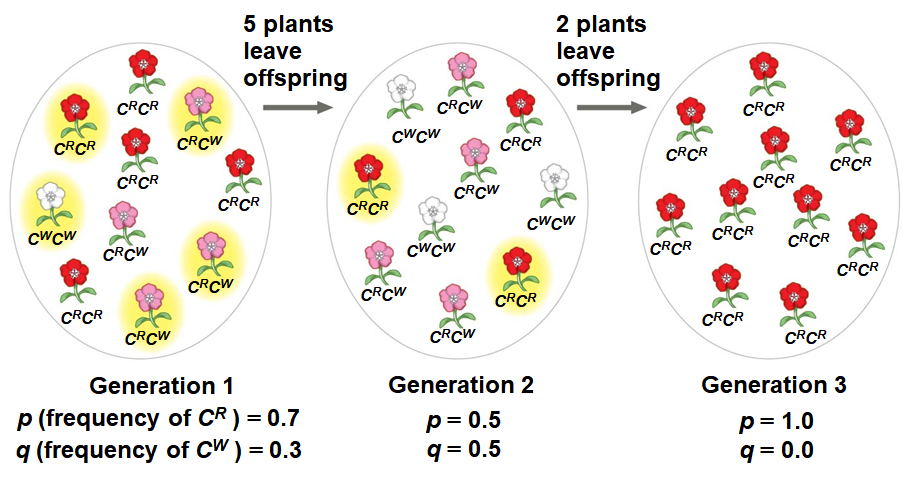 5 plants
leave
offspring
2 plants
leave
offspring
CᴿCᴿ
CᴿCᴿ
CᴿCᵂ
CᴿCᴿ
CᴿCᴿ
CᵂCᵂ
CᴿCᵂ
CᴿCᵂ
CᴿCᴿ
CᴿCᵂ
CᵂCᵂ
CᴿCᵂ
CᴿCᴿ
CᴿCᵂ
CᴿCᴿ
CᵂCᵂ
CᵂCᵂ
CᴿCᵂ
CᴿCᴿ
CᴿCᵂ
CᴿCᴿ
CᴿCᴿ
CᴿCᴿ
CᴿCᴿ
CᴿCᴿ
CᴿCᴿ
CᴿCᴿ
CᴿCᴿ
CᴿCᴿ
CᴿCᴿ
Generation 1
p (frequency of Cᴿ ) = 0.7
q (frequency of Cᵂ ) = 0.3
Generation 2
p = 0.5
q = 0.5
Generation 3
p = 1.0
q = 0.0